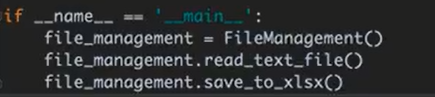 if __name__ == '__main__':
    file_management = FileManagement()
    file_management.read_text_file()
    file_management.save_to_xlsx()